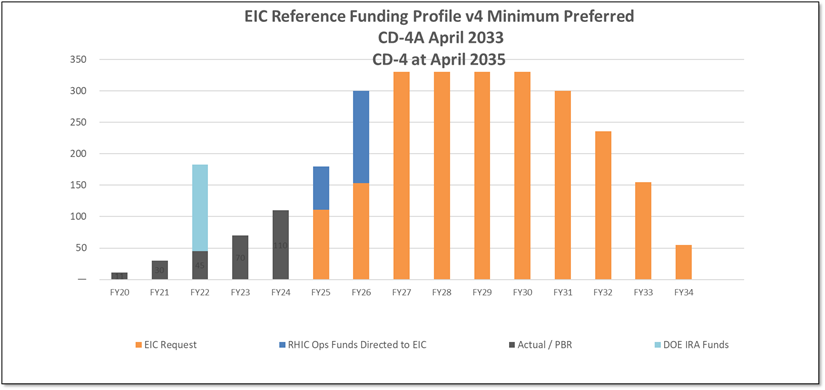 EIC Reference Funding Profile v4 Minimum Preferred
CD-4A April 2033
CD-4 at April 2035
350
300
250
200
150
100
50
—
11
30
45
70
110
FY20 FY21 FY22 FY23 FY24 FY25 FY26 FY27 FY28 FY29 FY30 FY31 FY32 FY33 FY34
EIC Request RHIC Ops Funds Directed to EIC Actual / PBR DOE IRA Funds